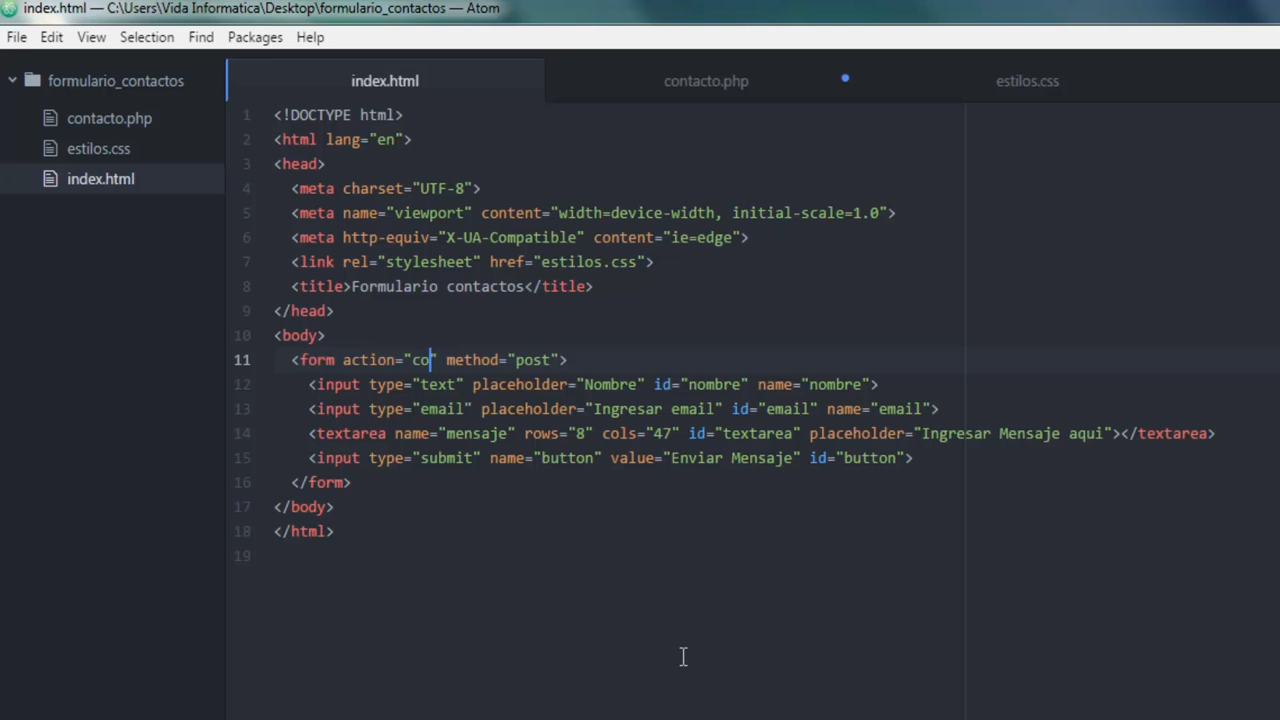 index.html — C:\Users\Vida Informatica\Desktop\formulario_contactos — Atom
File Edit View Selection Find Packages Help
formulario_contactos
contacto.php
estilos.css
index.html
index.html contacto.php estilos.css
1 <!DOCTYPE html>
2 <html lang="en">
3 <head>
4 <meta charset="UTF-8">
5 <meta name="viewport" content="width=device-width, initial-scale=1.0">
6 <meta http-equiv="X-UA-Compatible" content="ie=edge">
7 <link rel="stylesheet" href="estilos.css">
8 <title>Formulario contactos</title>
9 </head>
10 <body>
11 <form action="co" method="post">
12 <input type="text" placeholder="Nombre" id="nombre" name="nombre">
13 <input type="email" placeholder="Ingresar email" id="email" name="email">
14 <textarea name="mensaje" rows="8" cols="47" id="textarea" placeholder="Ingresar Mensaje aqui"></textarea>
15 <input type="submit" name="button" value="Enviar Mensaje" id="button">
16 </form>
17 </body>
18 </html>
19